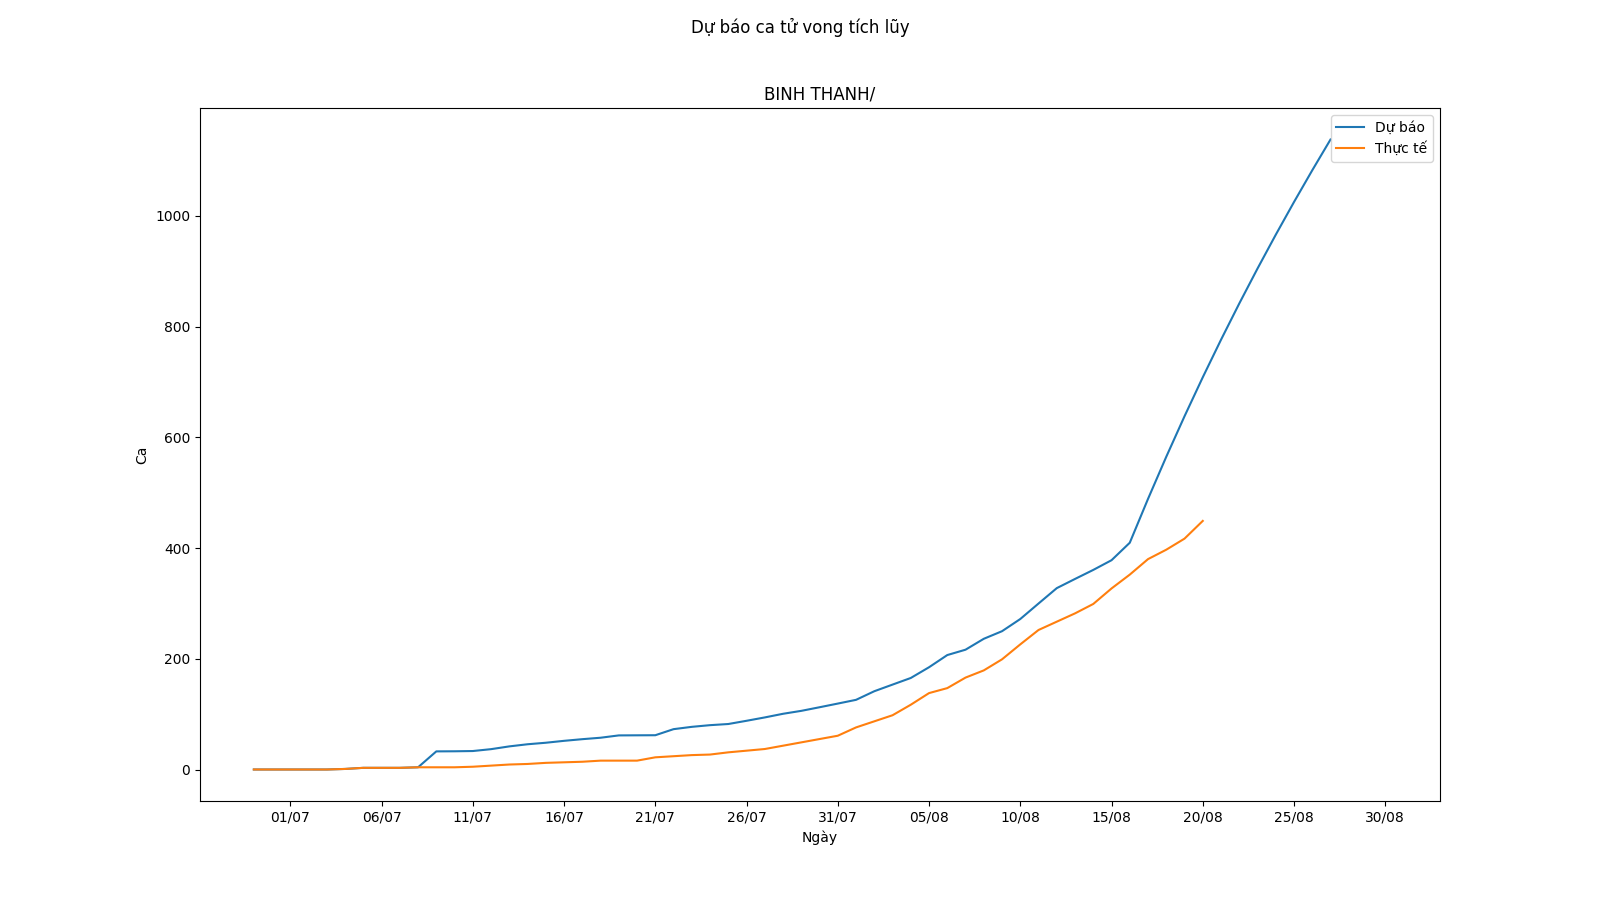 Dự báo ca tử vong tích lũy
BINH THANH/
Dự báo
Thực tế
1000
800
600
400
200
0
Ca
01/07 06/07 11/07 16/07 21/07 26/07 31/07 05/08 10/08 15/08 20/08 25/08 30/08
Ngày